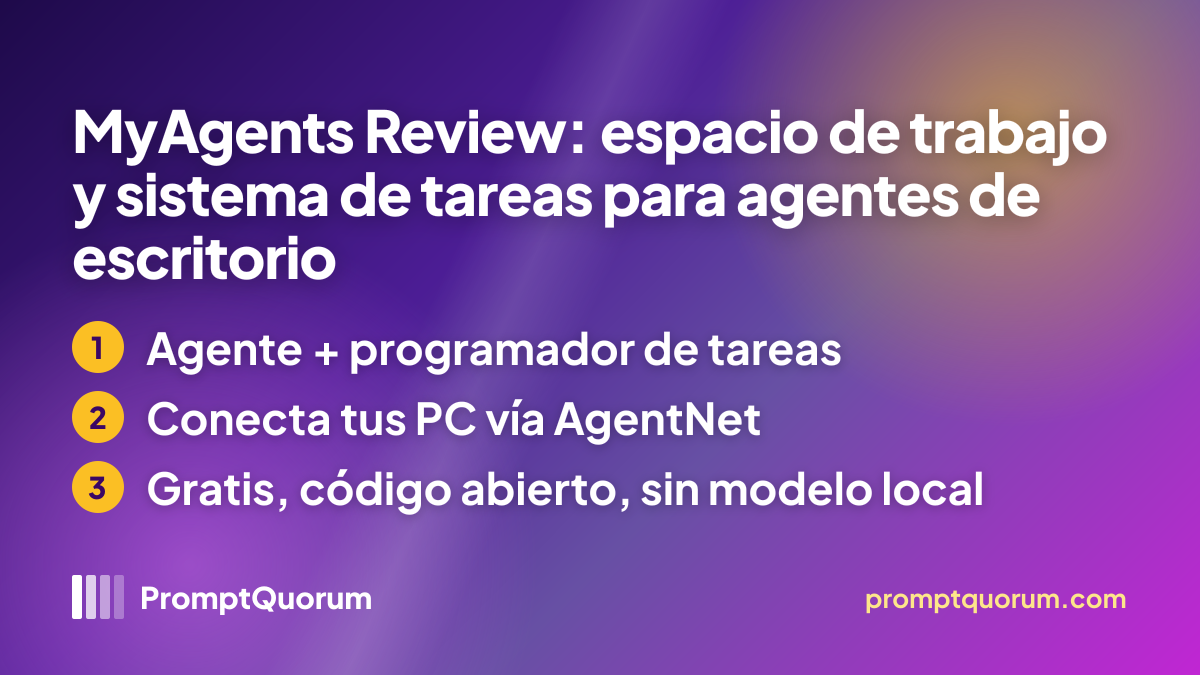 MyAgents Review: espacio de trabajo
y sistema de tareas para agentes de
escritorio
1 Agente + programador de tareas
2 Conecta tus PC vía AgentNet
3 Gratis, código abierto, sin modelo local
PromptQuorum
promptquorum.com